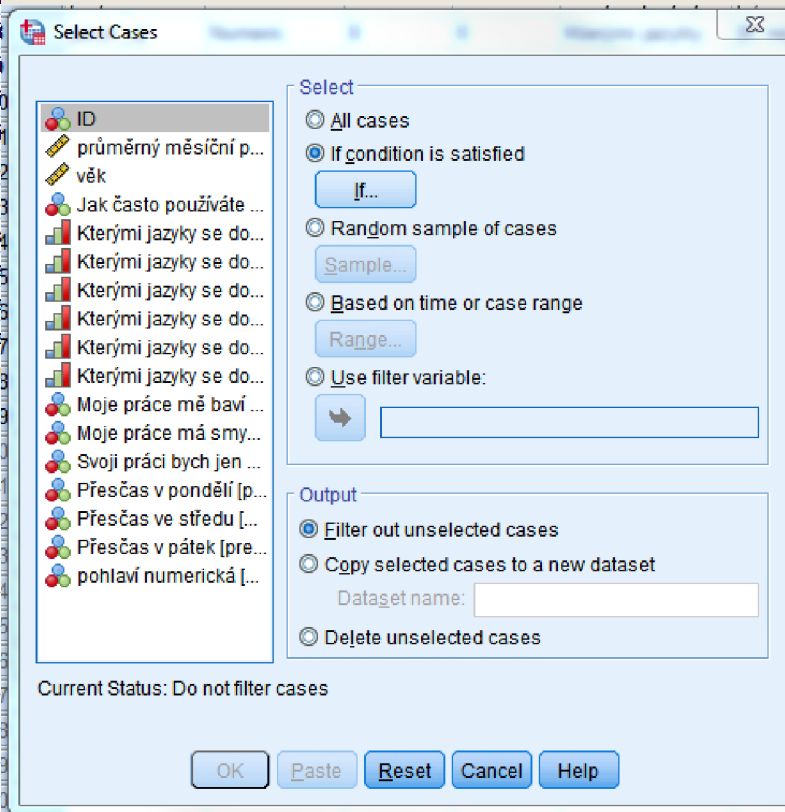 Select Cases
ID
průměrný měsíční p...
věk
Jak často používáte ...
Kterými jazyky se do...
Kterými jazyky se do...
Kterými jazyky se do...
Kterými jazyky se do...
Kterými jazyky se do...
Kterými jazyky se do...
Moje práce mě baví ...
Moje práce má smy...
Svoji práci bych jen ...
Přesčas v pondělí [p...
Přesčas ve středu [...
Přesčas v pátek [pre...
pohlaví numerická [...
Select
All cases
If condition is satisfied
If...
Random sample of cases
Sample...
Based on time or case range
Range...
Use filter variable:
Output
Filter out unselected cases
Copy selected cases to a new dataset
Dataset name:
Delete unselected cases
Current Status: Do not filter cases
OK Paste Reset Cancel Help